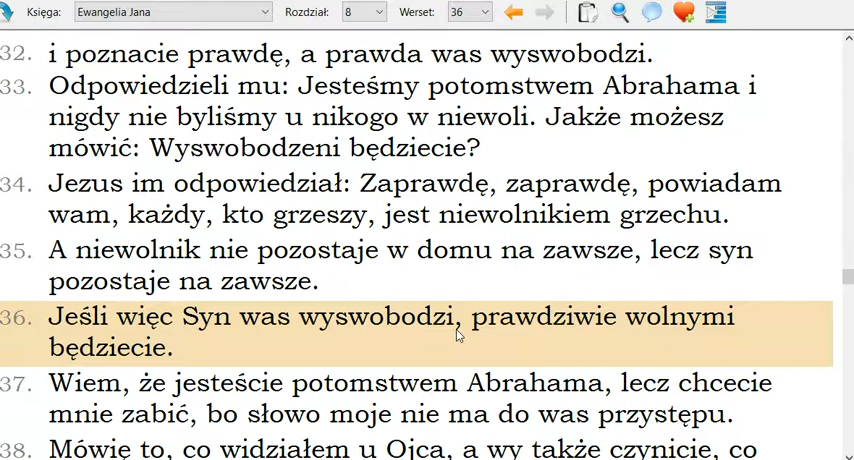 Księga: Ewangelia Jana Rozdział: 8 Werset: 36
32. i poznacie prawdę, a prawda was wyswobodzi.
33. Odpowiedzieli mu: Jesteśmy potomstwem Abrahama i
nigdy nie byliśmy u nikogo w niewoli. Jakże możesz
mówić: Wyswobodzeni będziecie?
34. Jezus im odpowiedział: Zaprawdę, zaprawdę, powiadam
wam, każdy, kto grzeszy, jest niewolnikiem grzechu.
35. A niewolnik nie pozostaje w domu na zawsze, lecz syn
pozostaje na zawsze.
36. Jeśli więc Syn was wyswobodzi, prawdziwie wolnymi
będziecie.
37. Wiem, że jesteście potomstwem Abrahama, lecz chcecie
mnie zabić, bo słowo moje nie ma do was przystępu.
38. Mówię to, co widziałem u Ojca, a wy także czynicie, co